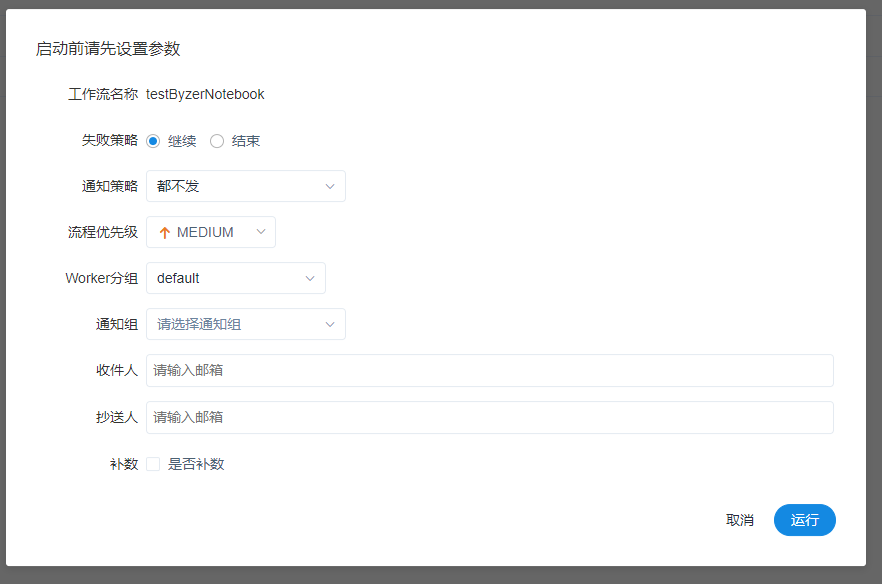 启动前请先设置参数
工作流名称 testByzerNotebook
失败策略 继续 结束
通知策略 都不发
流程优先级 MEDIUM
Worker分组 default
通知组 请选择通知组
收件人 请输入邮箱
抄送人 请输入邮箱
补数 是否补数
取消 运行